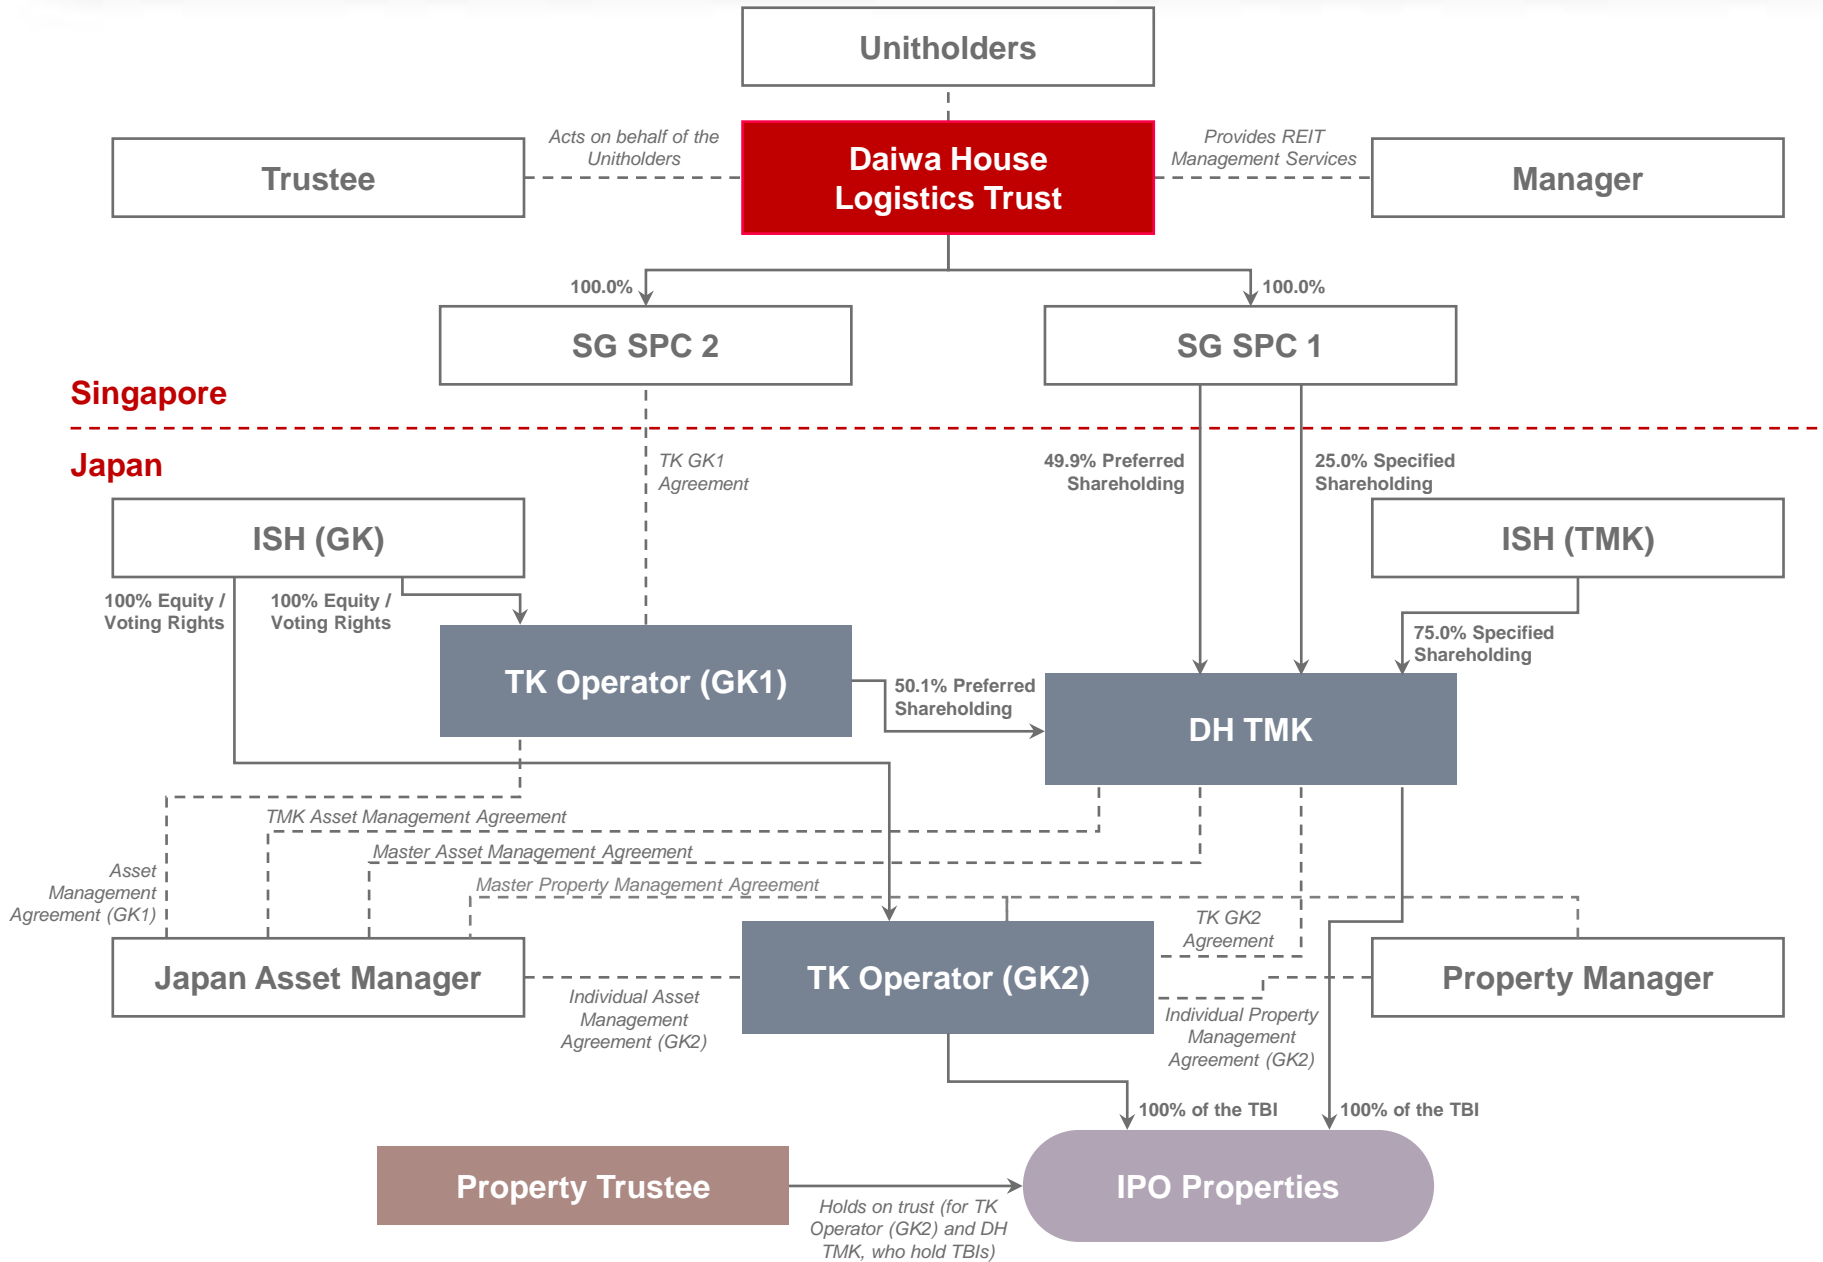 Unitholders
Acts on behalf of the
Unitholders
Daiwa House
Logistics Trust
Provides REIT
Management Services
Trustee
Manager
100.0%
100.0%
SG SPC 2
SG SPC 1
Singapore
Japan
TK GK1
Agreement
49.9% Preferred
Shareholding
25.0% Specified
Shareholding
ISH (GK)
ISH (TMK)
100% Equity /
Voting Rights
100% Equity /
Voting Rights
75.0% Specified
Shareholding
TK Operator (GK1)
50.1% Preferred
Shareholding
DH TMK
TMK Asset Management Agreement
Master Asset Management Agreement
Asset
Management
Agreement (GK1)
Master Property Management Agreement
TK GK2
Agreement
Japan Asset Manager
TK Operator (GK2)
Property Manager
Individual Asset
Management
Agreement (GK2)
Individual Property
Management
Agreement (GK2)
100% of the TBI
100% of the TBI
Property Trustee
IPO Properties
Holds on trust (for TK
Operator (GK2) and DH
TMK, who hold TBIs)